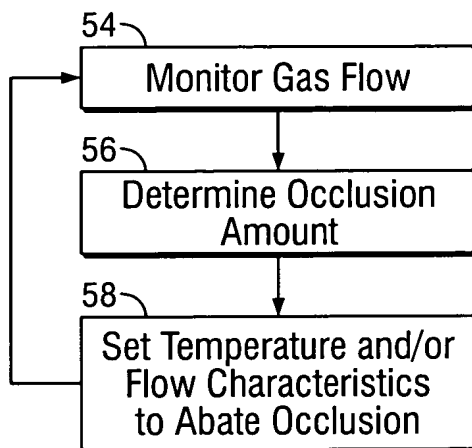 54
Monitor Gas Flow
56
Determine Occlusion
Amount
58
Set Temperature and/or
Flow Characteristics
to Abate Occlusion